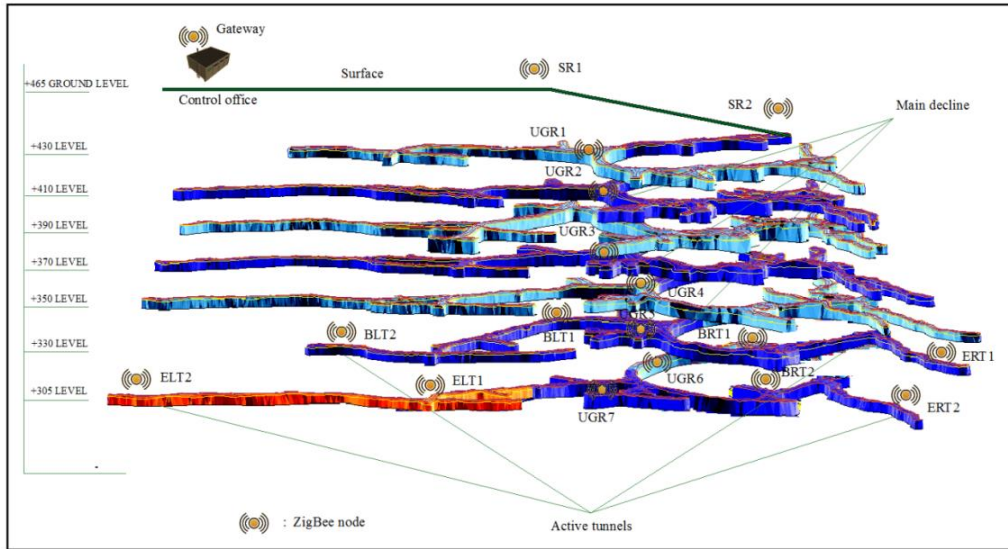 Gateway
Surface
SR1
+465 GROUND LEVEL
Control office
SR2
Main decline
+430 LEVEL
UGR1
+410 LEVEL
UGR2
+390 LEVEL
UGR3
+370 LEVEL
UGR4
+350 LEVEL
UGR5
BLT2
BLT1
BRT1
+330 LEVEL
ERT1
ELT2
ELT1
UGR6
BRT2
+305 LEVEL
UGR7
ERT2
: ZigBee node
Active tunnels